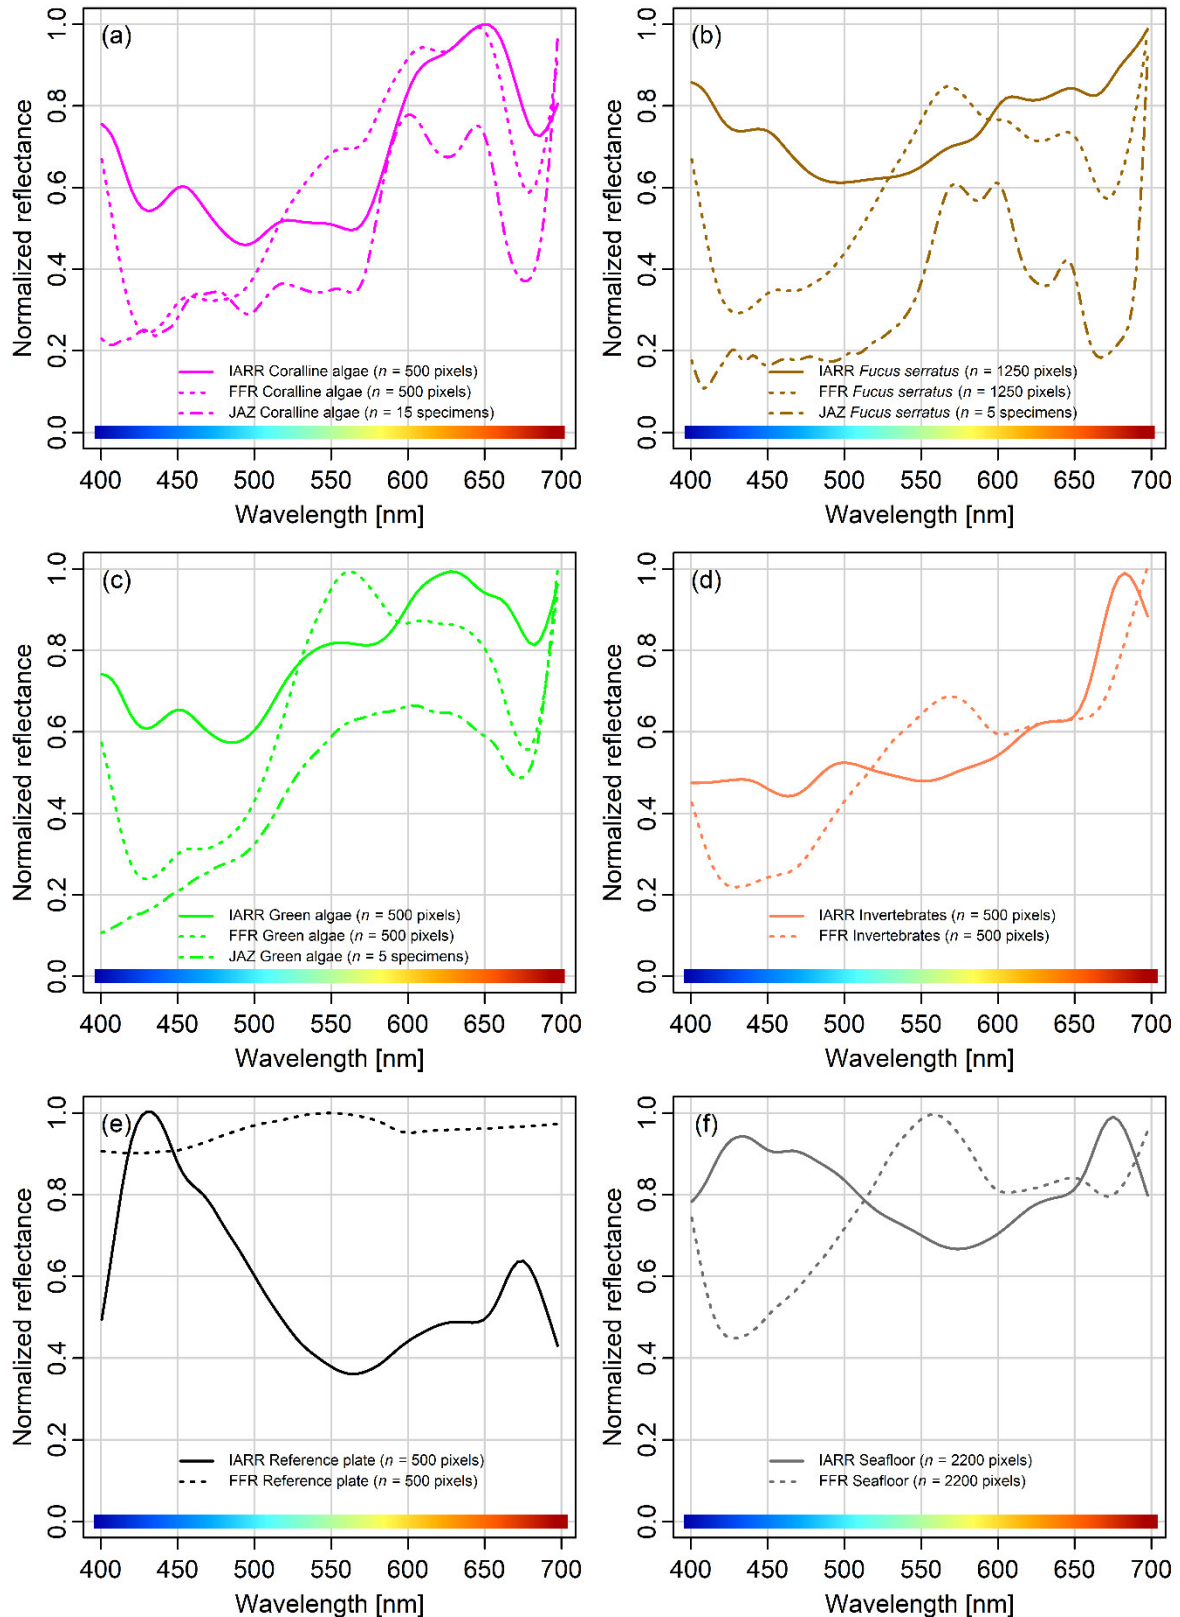 (a)
Normalized reflectance
0.0 0.2 0.4 0.6 0.8 1.0
IARR Coralline algae (n = 500 pixels)
FFR Coralline algae (n = 500 pixels)
JAZ Coralline algae (n = 15 specimens)
400 450 500 550 600 650 700
Wavelength [nm]
(b)
Normalized reflectance
0.0 0.2 0.4 0.6 0.8 1.0
IARR Fucus serratus (n = 1250 pixels)
FFR Fucus serratus (n = 1250 pixels)
JAZ Fucus serratus (n = 5 specimens)
400 450 500 550 600 650 700
Wavelength [nm]
(c)
Normalized reflectance
0.0 0.2 0.4 0.6 0.8 1.0
IARR Green algae (n = 500 pixels)
FFR Green algae (n = 500 pixels)
JAZ Green algae (n = 5 specimens)
400 450 500 550 600 650 700
Wavelength [nm]
(d)
Normalized reflectance
0.0 0.2 0.4 0.6 0.8 1.0
IARR Invertebrates (n = 500 pixels)
FFR Invertebrates (n = 500 pixels)
400 450 500 550 600 650 700
Wavelength [nm]
(e)
Normalized reflectance
0.0 0.2 0.4 0.6 0.8 1.0
IARR Reference plate (n = 500 pixels)
FFR Reference plate (n = 500 pixels)
400 450 500 550 600 650 700
Wavelength [nm]
(f)
Normalized reflectance
0.0 0.2 0.4 0.6 0.8 1.0
IARR Seafloor (n = 2200 pixels)
FFR Seafloor (n = 2200 pixels)
400 450 500 550 600 650 700
Wavelength [nm]